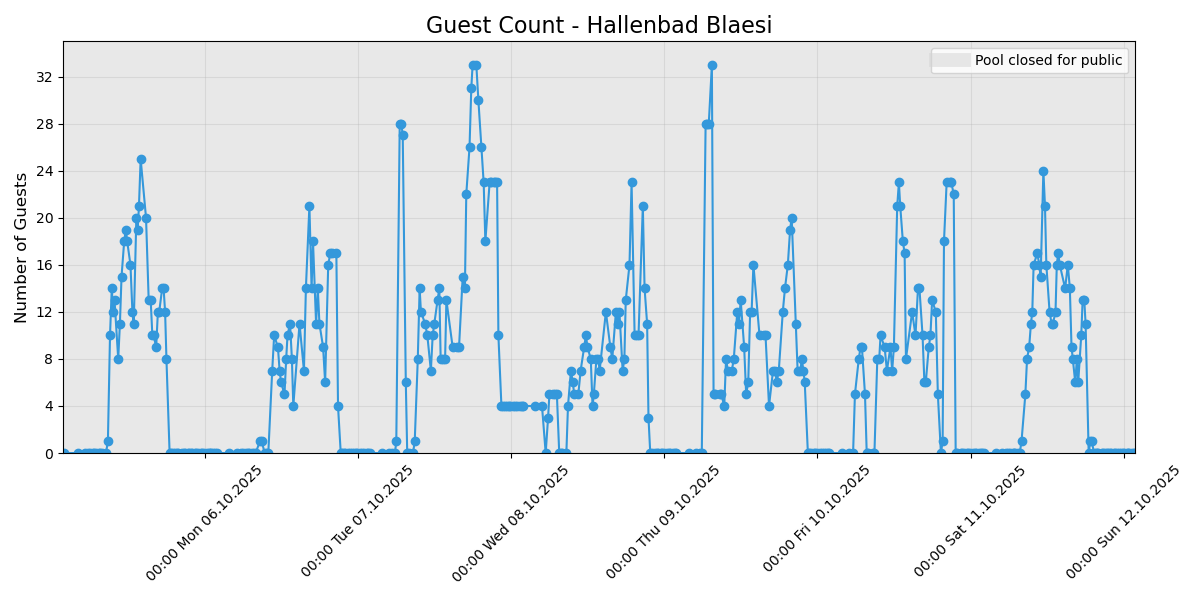 Guest Count - Hallenbad Blaesi
Pool closed for public
Number of Guests
32
28
24
20
16
12
8
4
0
00:00 Mon 06.10.2025
00:00 Tue 07.10.2025
00:00 Wed 08.10.2025
00:00 Thu 09.10.2025
00:00 Fri 10.10.2025
00:00 Sat 11.10.2025
00:00 Sun 12.10.2025